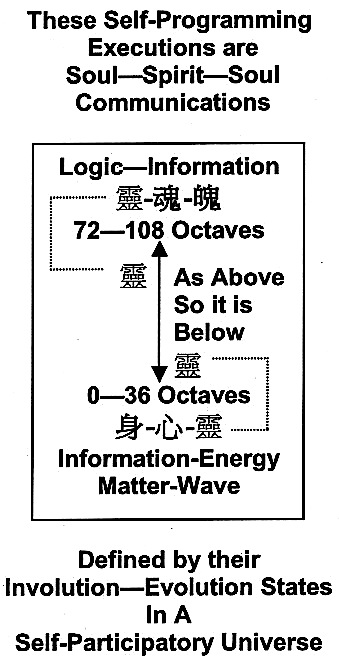 These Self-Programming
Executions are
Soul—Spirit—Soul
Communications
Logic—Information
靈-魂-魄
72—108 Octaves
靈
As Above
So it is
Below
靈
0—36 Octaves
身-心-靈
Information-Energy
Matter-Wave
Defined by their
Involution—Evolution States
In A
Self-Participatory Universe